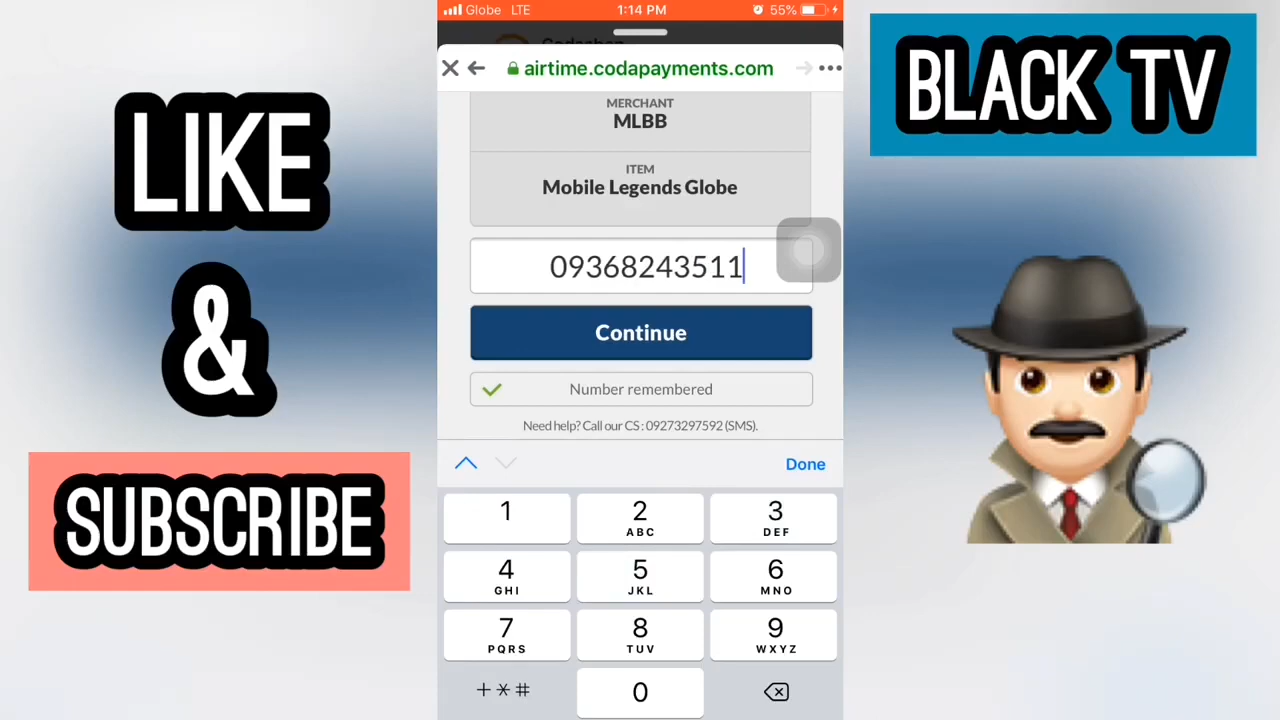 LIKE
&
SUBSCRIBE
Globe LTE
1:14 PM
55%
airtime.codapayments.com
MERCHANT
MLBB
ITEM
Mobile Legends Globe
09368243511
Continue
Number remembered
Need help? Call our CS : 09273297592 (SMS).
Done
1
2
ABC
3
DEF
4
GHI
5
JKL
6
MNO
7
PQRS
8
TUV
9
WXYZ
+*#
0
BLACK TV